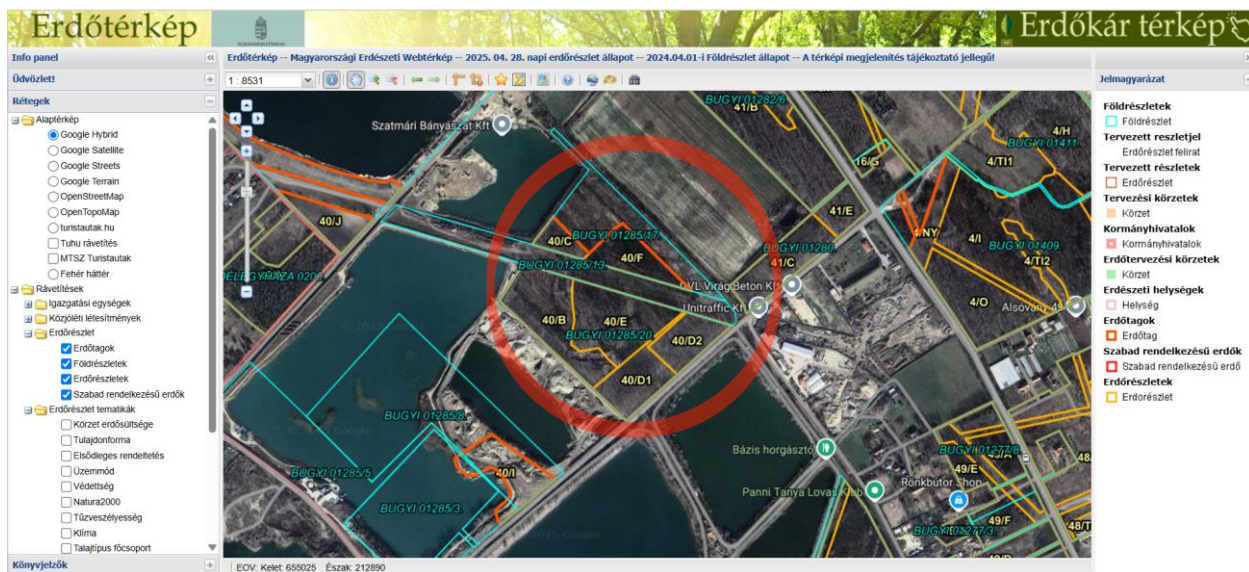 Erdőtérkép
Erdőkár térkép
Info panel
Erdőtérkép -- Magyarországi Erdészeti Webtérkép -- 2025. 04. 28. napi erdőrészlet állapot -- 2024.04.01-i Földrészlet állapot -- A térképi megjelenítés tájékoztató jellegű!
Üdvözlet!
1 : 8531
Jelmagyarázat
Rétegek
Alaptérkép
Google Hybrid
Google Satellite
Google Streets
Google Terrain
OpenStreetMap
OpenTopoMap
turistautak.hu
Tuhu rávetítés
MTSZ Turistautak
Fehér háttér
Rávetítések
Igazgatási egységek
Közjóléti létesítmények
Erdőrészlet
Erdőtagok
Földrészletek
Erdőrészletek
Szabad rendelkezésű erdők
Erdőrészlet tematikák
Körzet erdősültsége
Tulajdonforma
Elsődleges rendeltetés
Üzemmód
Védettség
Natura2000
Tűzveszélyesség
Klíma
Talajtípus főcsoport
Könyvjelzők
BUGYI 01282/6.
41/B
Szatmári Bányászat Kft
4/H
BUGYI 01411.
16/G
4/TI1
41/E
40/J
40/C
BUGYI 01285/17.
40/F
BUGYI 01280.
41/C
4/NY
4/I
BUGYI 01409.
4/TI2
BUGYI 01285/13.
VL Virág Beton Kft
Unitraffic Kft
4/O
Alsóvány 49
40/B
40/E
BUGYI 01285/20.
40/D2
40/D1
BUGYI 01285/8.
BUGYI 01285/5
BUGYI 01285/3.
40/I
Bázis horgásztó
Panni Tanya Lovas Klub
BUGYI 01277/8.
49/E
Rönkbútor Shop
49/F
BUGYI 01277/3
EOV: Kelet: 655025 Észak: 212890
Földrészletek
Földrészlet
Tervezett reszletjel
Erdőrészlet felirat
Tervezett részletek
Erdőrészlet
Tervezési körzetek
Körzet
Kormányhivatalok
Kormányhivatalok
Erdőtervezési körzetek
Körzet
Erdészeti helységek
Helység
Erdőtagok
Erdőtag
Szabad rendelkezésű erdők
Szabad rendelkezésű erdő
Erdőrészletek
Erdorészlet